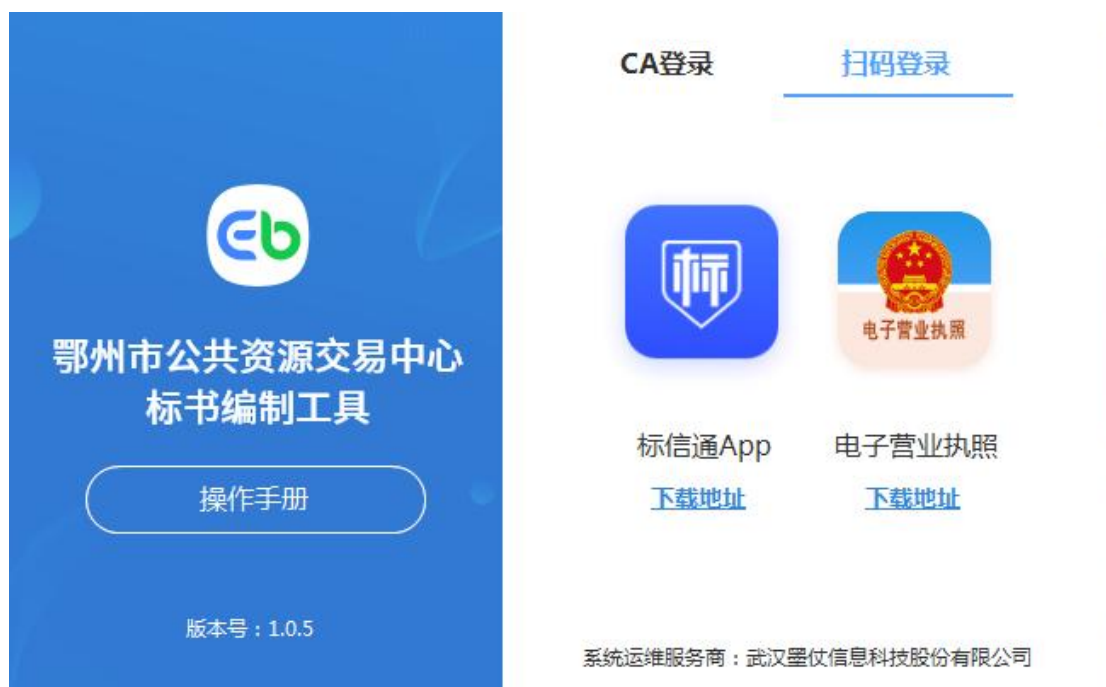 Eb
鄂州市公共资源交易中心
标书编制工具
操作手册
版本号：1.0.5
CA登录
扫码登录
标
电子营业执照
标信通App
电子营业执照
下载地址
下载地址
系统运维服务商：武汉墨仗信息科技股份有限公司